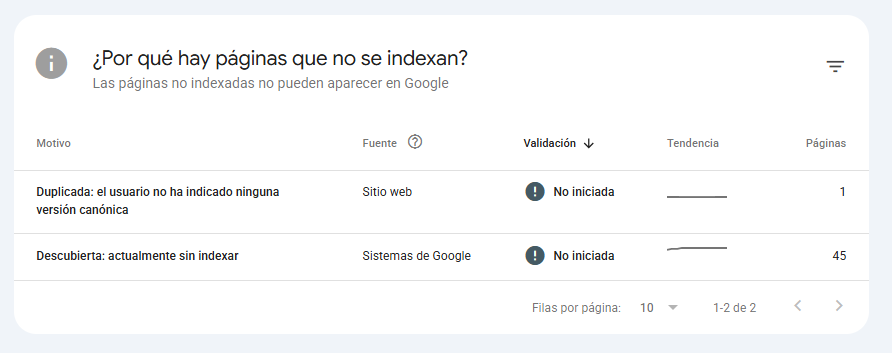 ¿Por qué hay páginas que no se indexan?
Las páginas no indexadas no pueden aparecer en Google
Motivo Fuente Validación Tendencia Páginas
Duplicada: el usuario no ha indicado ninguna
versión canónica
Sitio web No iniciada 1
Descubierta: actualmente sin indexar Sistemas de Google No iniciada 45
Filas por página: 10 1-2 de 2